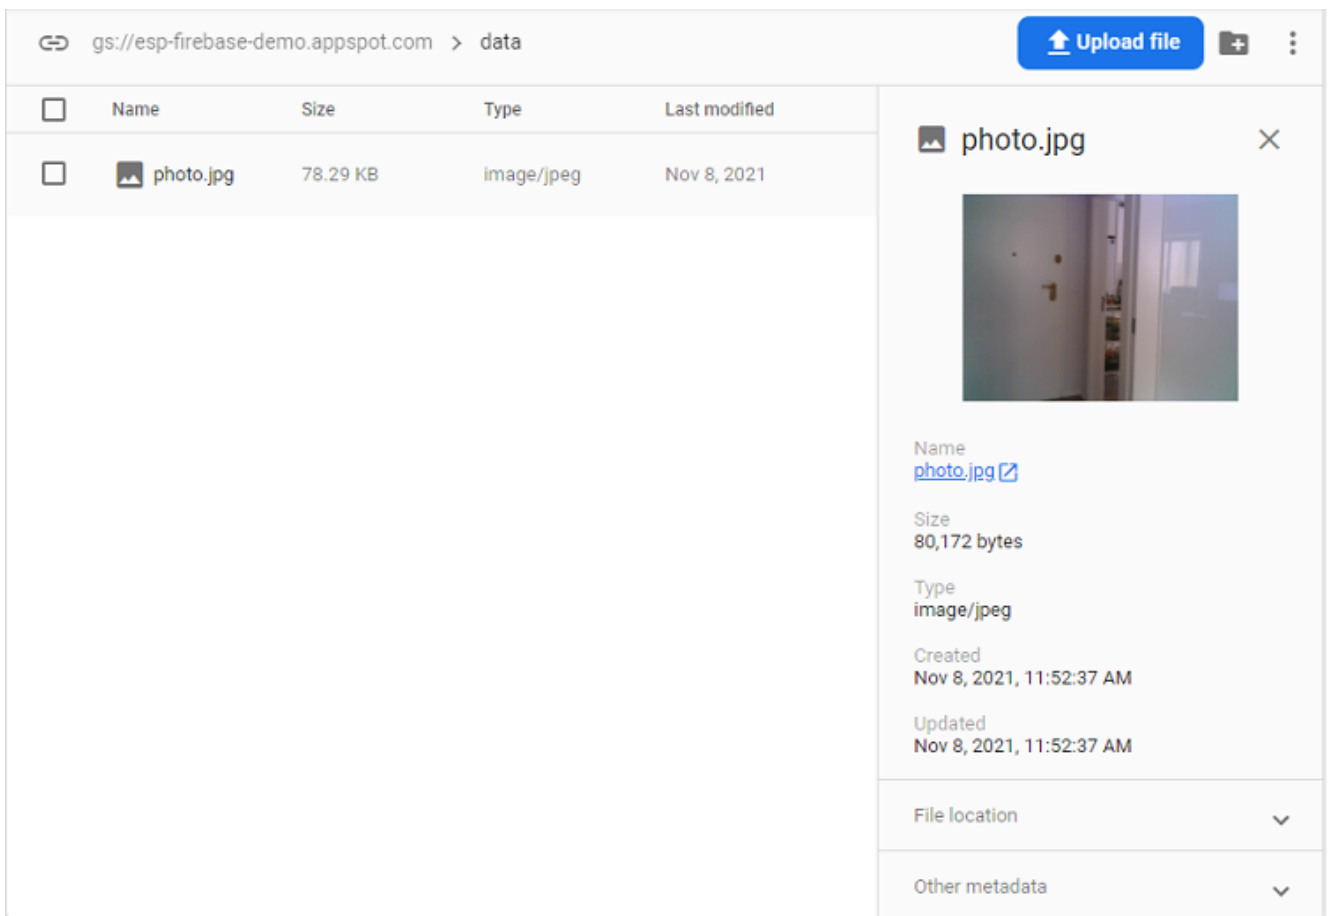 gs://esp-firebase-demo.appspot.com > data
Upload file
Name Size Type Last modified
photo.jpg 78.29 KB image/jpeg Nov 8, 2021
photo.jpg
Name
photo.jpg
Size
80,172 bytes
Type
image/jpeg
Created
Nov 8, 2021, 11:52:37 AM
Updated
Nov 8, 2021, 11:52:37 AM
File location
Other metadata